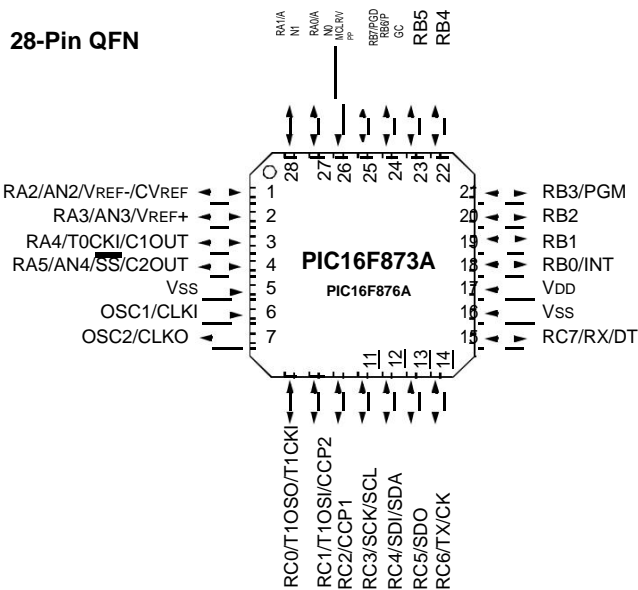 28-Pin QFN
RA1/A
N1
RA0/A
N0
MCLR/V
PP
RB7/PGD
RB6/P
GC
RB5
RB4
28
27
26
25
24
23
22
RA2/AN2/VREF-/CVREF
1
RA3/AN3/VREF+
2
RA4/T0CKI/C1OUT
3
RA5/AN4/SS/C2OUT
4
VSS
5
OSC1/CLKI
6
OSC2/CLKO
7
PIC16F873A
PIC16F876A
21
RB3/PGM
20
RB2
19
RB1
18
RB0/INT
17
VDD
16
VSS
15
RC7/RX/DT
11
12
13
14
RC0/T1OSO/T1CKI
RC1/T1OSI/CCP2
RC2/CCP1
RC3/SCK/SCL
RC4/SDI/SDA
RC5/SDO
RC6/TX/CK